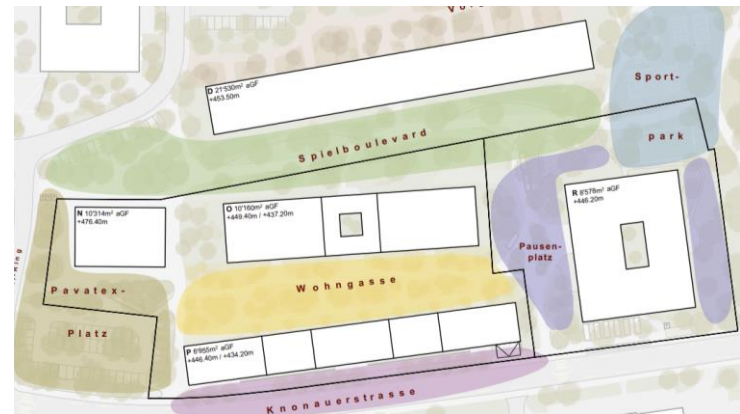 D 21'530m² aGF
+453.50m
Sport-
park
Spielboulevard
N 10'314m² aGF
+476.40m
O 10'160m² aGF
+449.40m / +437.20m
R 8'578m² aGF
+446.20m
Pausen-
platz
Wohngasse
Pavatex-
Platz
P 6'955m² aGF
+446.40m / +434.20m
Knonauerstrasse